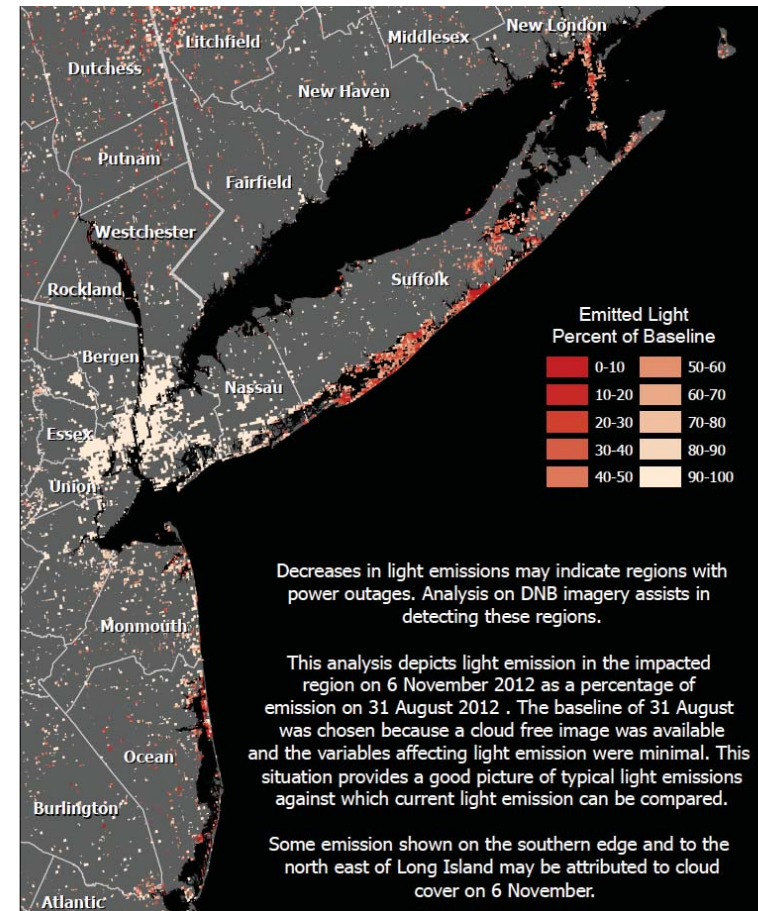 New London
Middlesex
Litchfield
Dutchess
New Haven
Putnam
Fairfield
Westchester
Suffolk
Rockland
Emitted Light
Percent of Baseline
Bergen
0-10 50-60
Nassau
10-20 60-70
20-30 70-80
Essex
30-40 80-90
40-50 90-100
Union
Decreases in light emissions may indicate regions with
power outages. Analysis on DNB imagery assists in
detecting these regions.
Monmouth
This analysis depicts light emission in the impacted
region on 6 November 2012 as a percentage of
emission on 31 August 2012 . The baseline of 31 August
was chosen because a cloud free image was available
and the variables affecting light emission were minimal. This
situation provides a good picture of typical light emissions
against which current light emission can be compared.
Ocean
Burlington
Some emission shown on the southern edge and to the
north east of Long Island may be attributed to cloud
cover on 6 November.
Atlantic